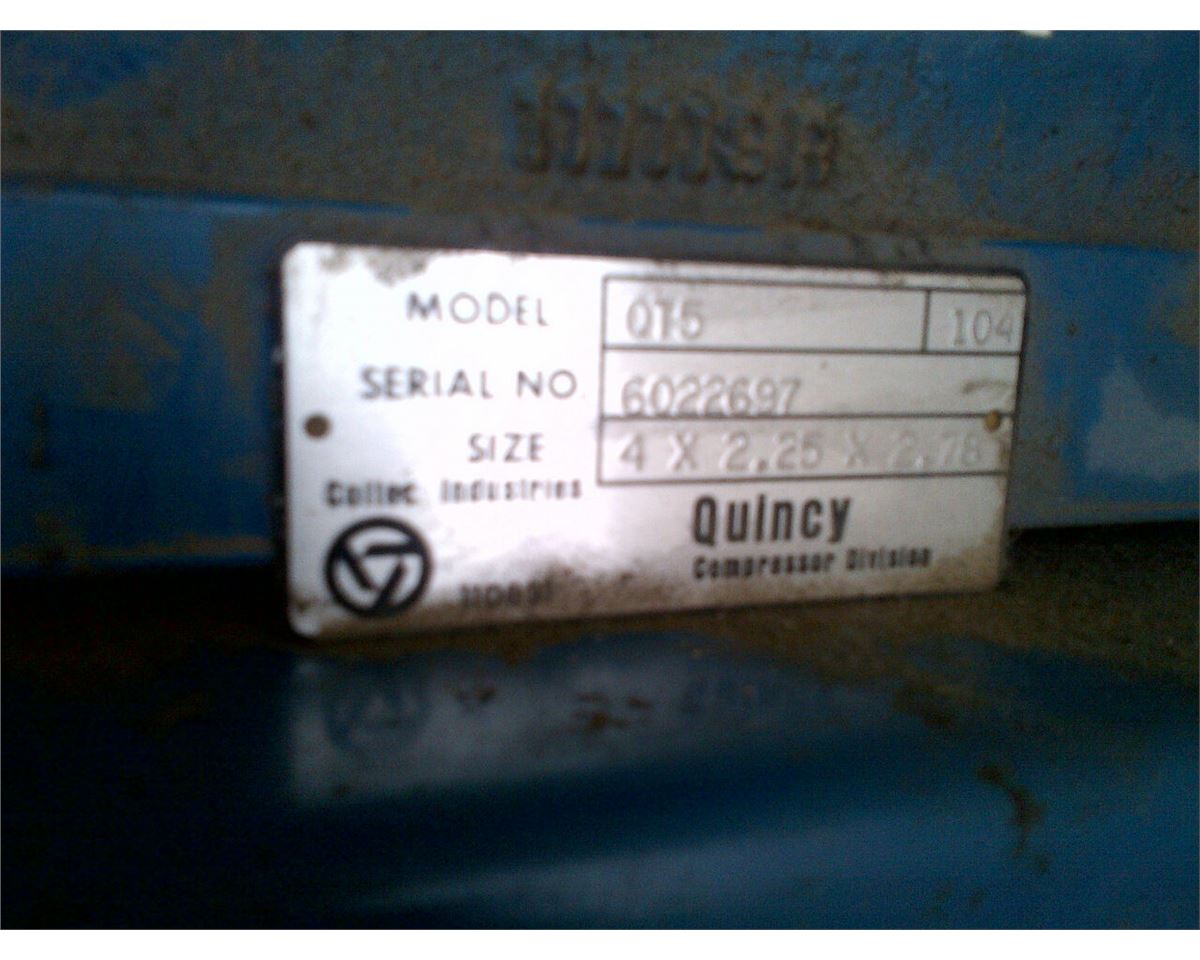 MODEL QT5 104
SERIAL NO. 6022697
SIZE 4 X 2.25 X 2.78
Coltec Industries
Quincy
Compressor Division